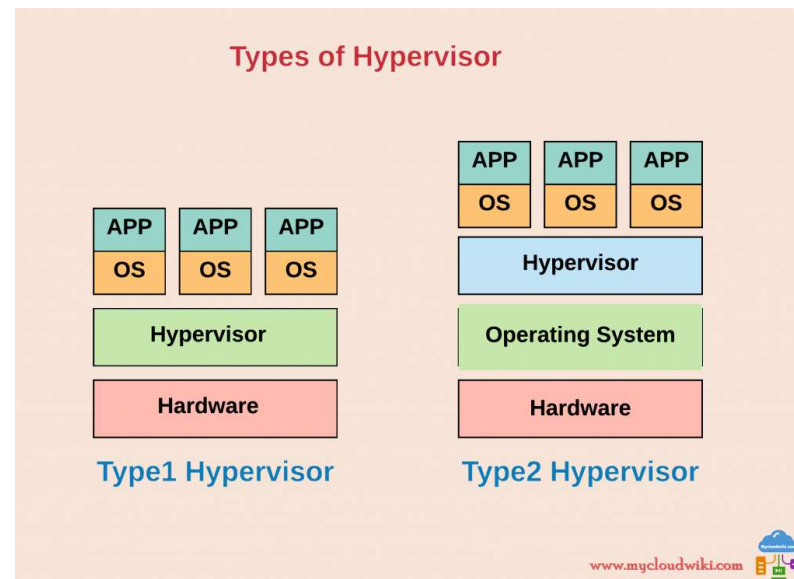 Types of Hypervisor
APP APP APP
OS OS OS
Hypervisor
Hardware
Type1 Hypervisor
APP APP APP
OS OS OS
Hypervisor
Operating System
Hardware
Type2 Hypervisor
www.mycloudwiki.com